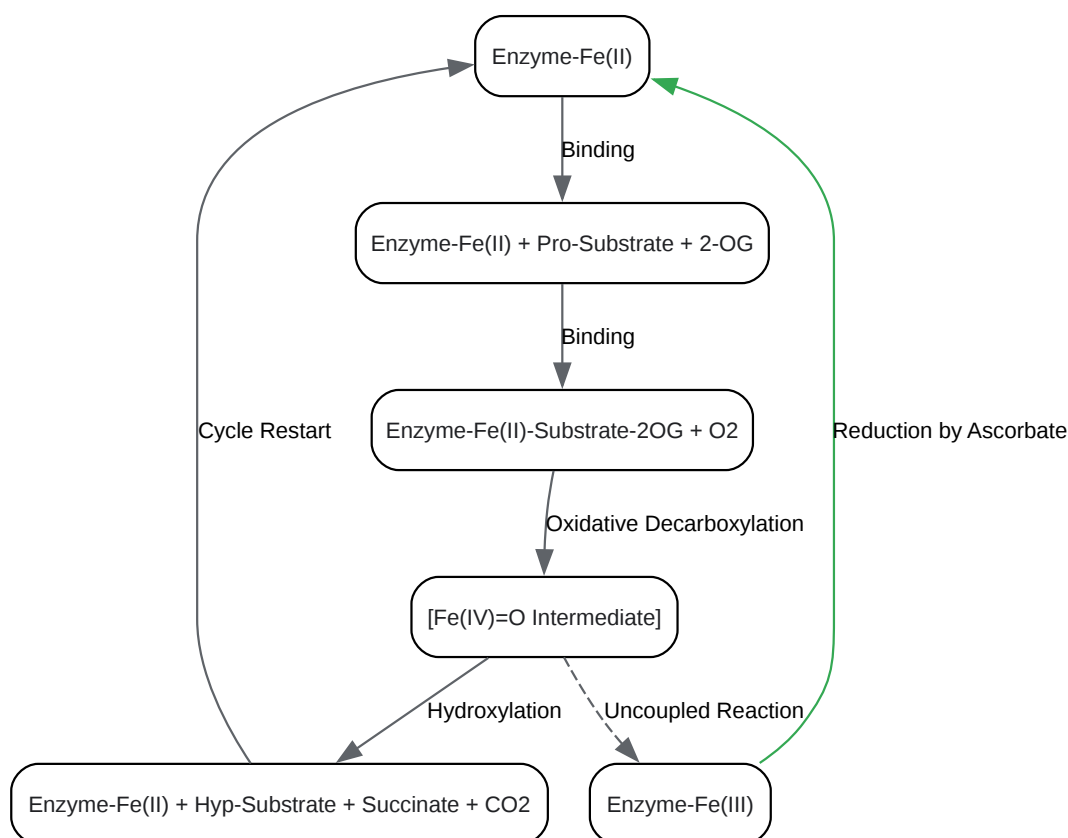 Enzyme-Fe(II)
Binding
Enzyme-Fe(II) + Pro-Substrate + 2-OG
Binding
Enzyme-Fe(II)-Substrate-2OG + O2
Cycle Restart
Reduction by Ascorbate
Oxidative Decarboxylation
[Fe(IV)=O Intermediate]
Hydroxylation
Uncoupled Reaction
Enzyme-Fe(II) + Hyp-Substrate + Succinate + CO2
Enzyme-Fe(III)